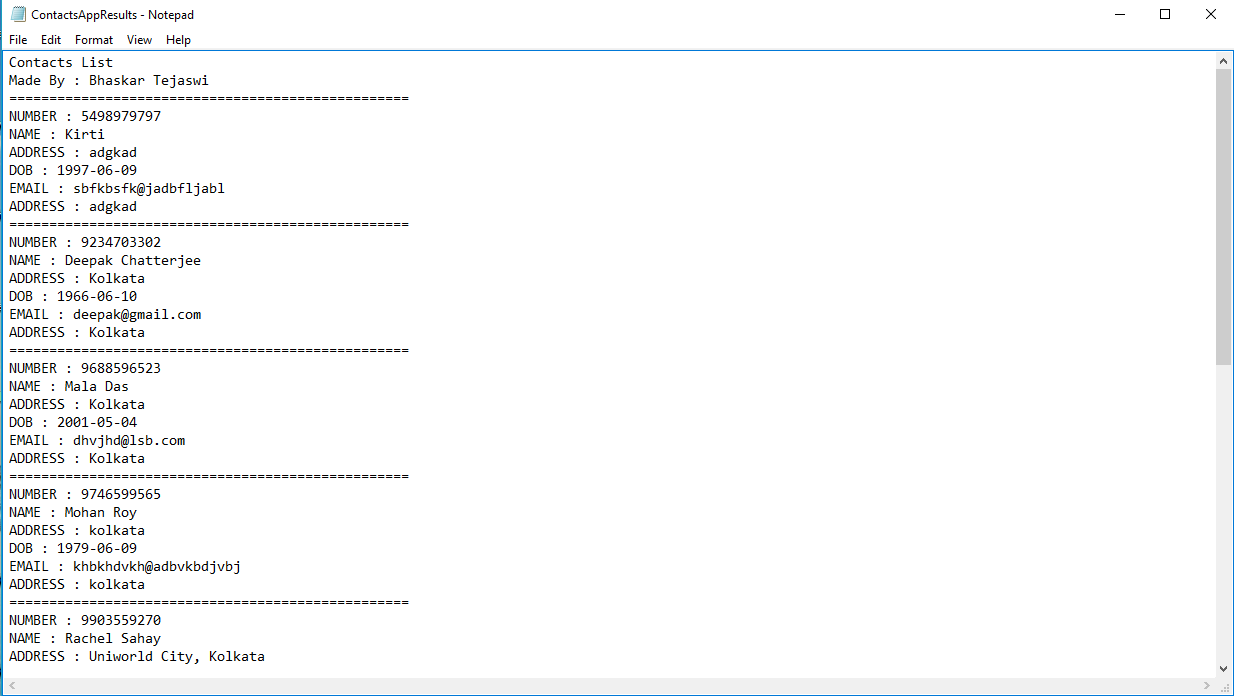 ContactsAppResults - Notepad
File Edit Format View Help
Contacts List
Made By : Bhaskar Tejaswi
==================================================
NUMBER : 5498979797
NAME : Kirti
ADDRESS : adgkad
DOB : 1997-06-09
EMAIL : sbfkbsfk@jadbfljabl
ADDRESS : adgkad
==================================================
NUMBER : 9234703302
NAME : Deepak Chatterjee
ADDRESS : Kolkata
DOB : 1966-06-10
EMAIL : deepak@gmail.com
ADDRESS : Kolkata
==================================================
NUMBER : 9688596523
NAME : Mala Das
ADDRESS : Kolkata
DOB : 2001-05-04
EMAIL : dhvjhd@lsb.com
ADDRESS : Kolkata
==================================================
NUMBER : 9746599565
NAME : Mohan Roy
ADDRESS : kolkata
DOB : 1979-06-09
EMAIL : khbkhdvkh@adbvkbdjvbj
ADDRESS : kolkata
==================================================
NUMBER : 9903559270
NAME : Rachel Sahay
ADDRESS : Uniworld City, Kolkata